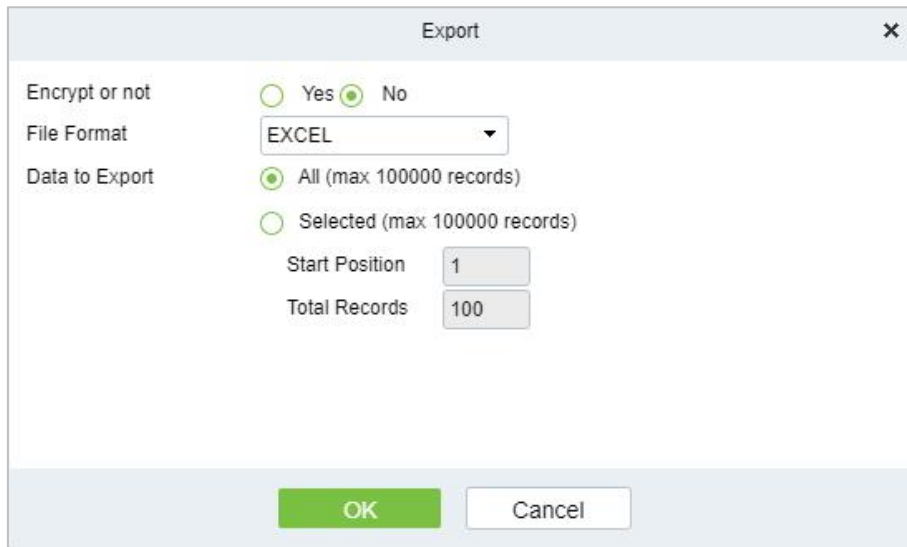 Export
Encrypt or not Yes No
File Format EXCEL
Data to Export All (max 100000 records)
Selected (max 100000 records)
Start Position 1
Total Records 100
OK Cancel